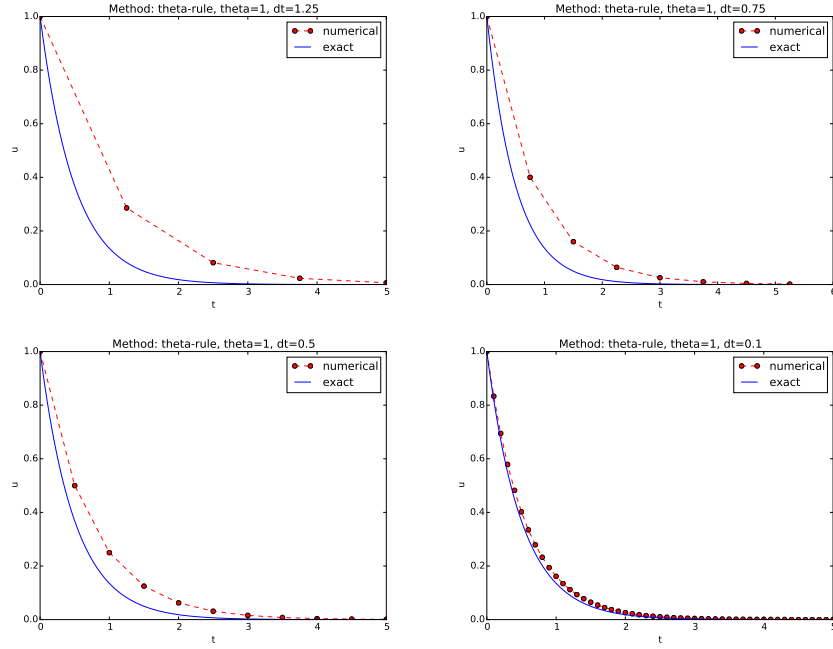 Method: theta-rule, theta=1, dt=1.25
numerical
exact
1.0
0.8
0.6
0.4
0.2
0.0
u
0 1 2 3 4 5
t
Method: theta-rule, theta=1, dt=0.75
numerical
exact
1.0
0.8
0.6
0.4
0.2
0.0
u
0 1 2 3 4 5 6
t
Method: theta-rule, theta=1, dt=0.5
numerical
exact
1.0
0.8
0.6
0.4
0.2
0.0
u
0 1 2 3 4 5
t
Method: theta-rule, theta=1, dt=0.1
numerical
exact
1.0
0.8
0.6
0.4
0.2
0.0
u
0 1 2 3 4 5
t